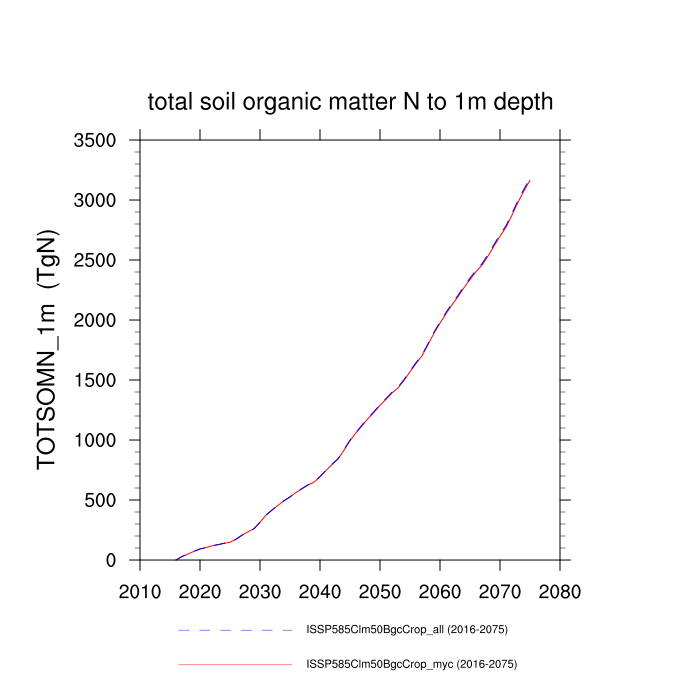 total soil organic matter N to 1m depth
TOTSOMN_1m (TgN)
3500
3000
2500
2000
1500
1000
500
0
2010 2020 2030 2040 2050 2060 2070 2080
ISSP585Clm50BgcCrop_all (2016-2075)
ISSP585Clm50BgcCrop_myc (2016-2075)